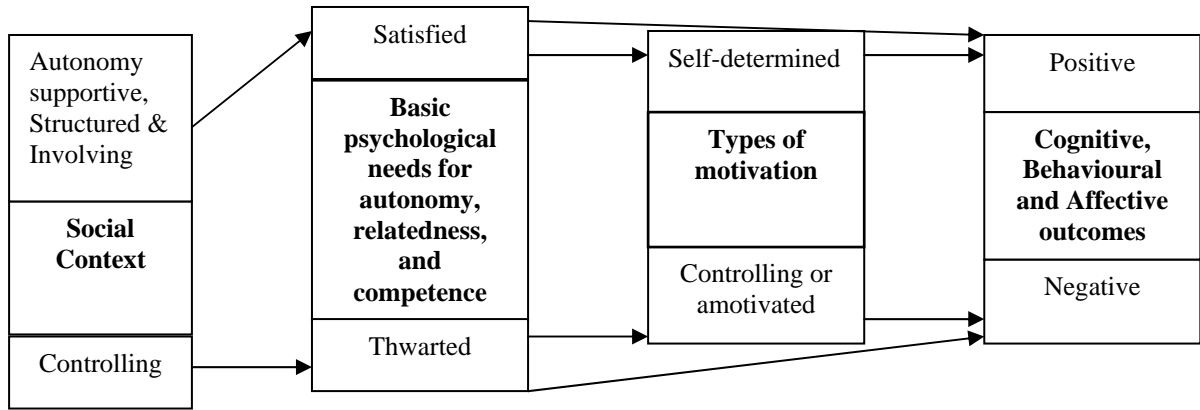 Autonomy
supportive,
Structured &
Involving
Social
Context
Controlling
Satisfied
Basic
psychological
needs for
autonomy,
relatedness,
and
competence
Thwarted
Self-determined
Types of
motivation
Controlling or
amotivated
Positive
Cognitive,
Behavioural
and Affective
outcomes
Negative